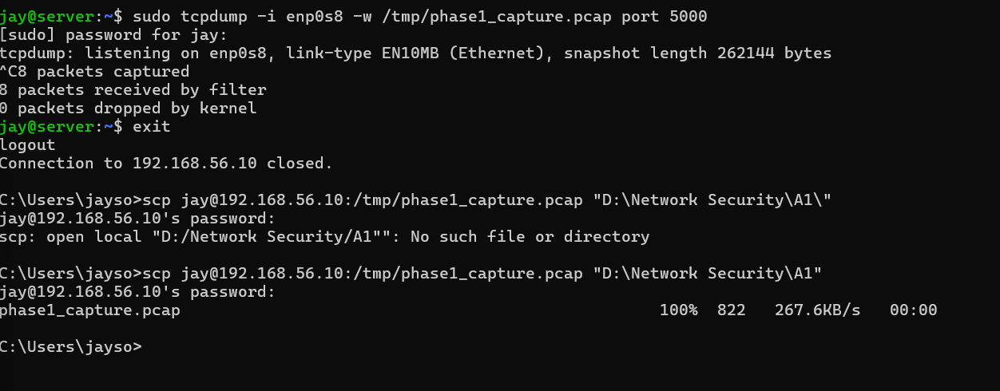 jay@server:~$ sudo tcpdump -i enp0s8 -w /tmp/phase1_capture.pcap port 5000
[sudo] password for jay:
tcpdump: listening on enp0s8, link-type EN10MB (Ethernet), snapshot length 262144 bytes
^C8 packets captured
8 packets received by filter
0 packets dropped by kernel
jay@server:~$ exit
logout
Connection to 192.168.56.10 closed.
C:\Users\jayso>scp jay@192.168.56.10:/tmp/phase1_capture.pcap "D:\Network Security\A1\"
jay@192.168.56.10's password:
scp: open local "D:/Network Security/A1"": No such file or directory
C:\Users\jayso>scp jay@192.168.56.10:/tmp/phase1_capture.pcap "D:\Network Security\A1"
jay@192.168.56.10's password:
phase1_capture.pcap 100% 822 267.6KB/s 00:00
C:\Users\jayso>